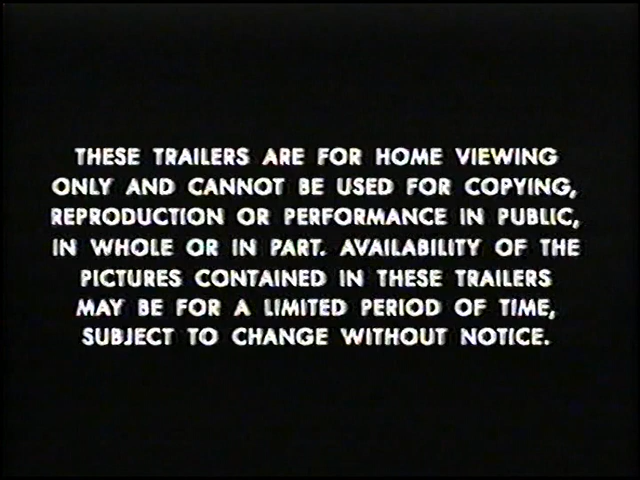 THESE TRAILERS ARE FOR HOME VIEWING
ONLY AND CANNOT BE USED FOR COPYING,
REPRODUCTION OR PERFORMANCE IN PUBLIC,
IN WHOLE OR IN PART. AVAILABILITY OF THE
PICTURES CONTAINED IN THESE TRAILERS
MAY BE FOR A LIMITED PERIOD OF TIME,
SUBJECT TO CHANGE WITHOUT NOTICE.